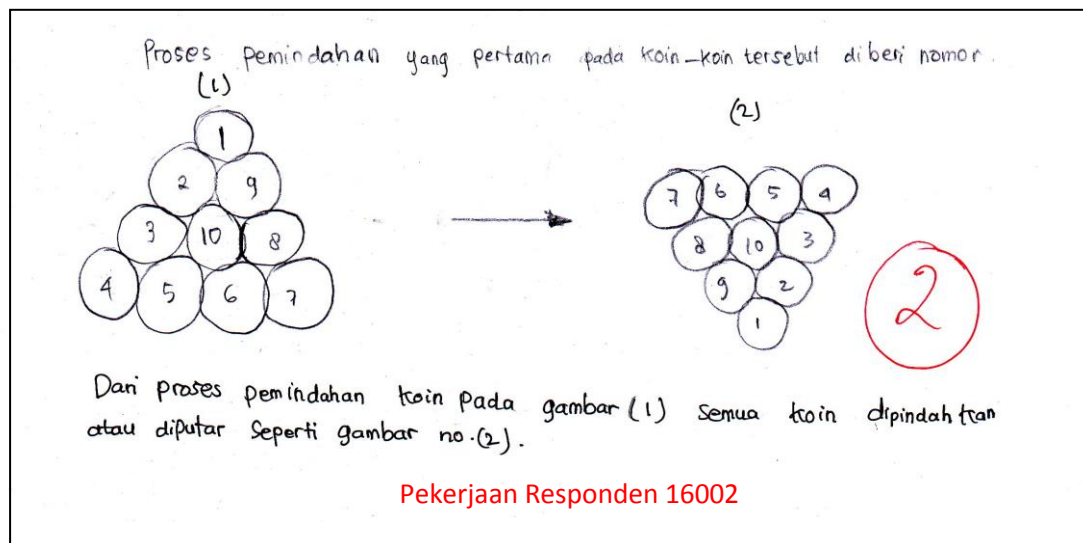 Proses pemindahan yang pertama pada koin-koin tersebut diberi nomor.
(1)
(2)
1
2 9
3 10 8
4 5 6 7
7 6 5 4
8 10 3
9 2
1
2
Dari proses pemindahan koin pada gambar (1) semua koin dipindahkan
atau diputar seperti gambar no.(2).
Pekerjaan Responden 16002